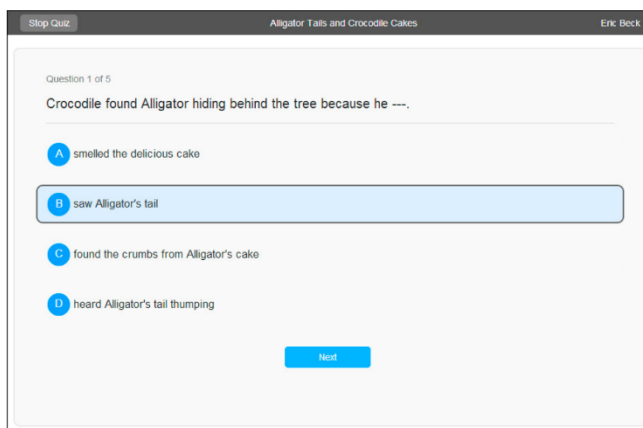 Stop Quiz Alligator Tails and Crocodile Cakes Eric Beck
Question 1 of 5
Crocodile found Alligator hiding behind the tree because he ---.
A smelled the delicious cake
B saw Alligator's tail
C found the crumbs from Alligator's cake
D heard Alligator's tail thumping
Next